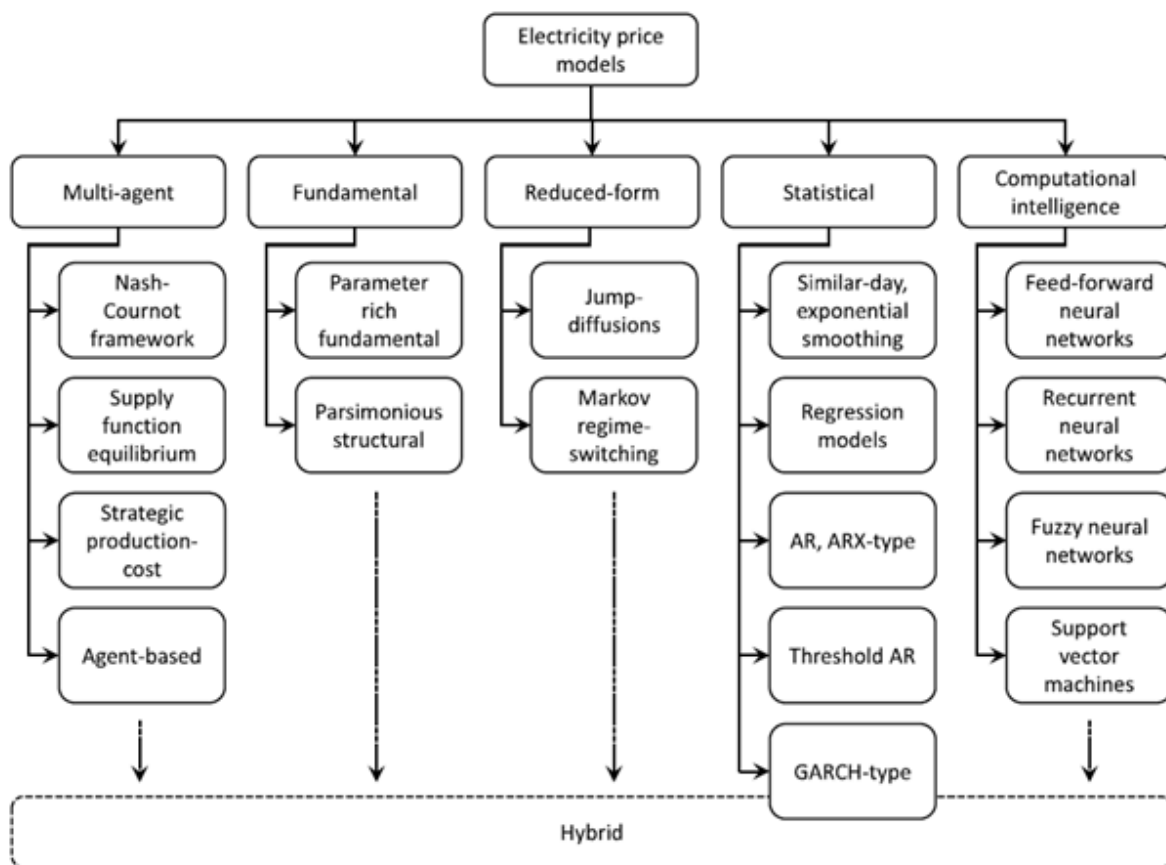 Electricity price
models
Multi-agent
Fundamental
Reduced-form
Statistical
Computational
intelligence
Nash-
Cournot
framework
Supply
function
equilibrium
Strategic
production-
cost
Agent-based
Parameter
rich
fundamental
Parsimonious
structural
Jump-
diffusions
Markov
regime-
switching
Similar-day,
exponential
smoothing
Regression
models
AR, ARX-type
Threshold AR
GARCH-type
Feed-forward
neural
networks
Recurrent
neural
networks
Fuzzy neural
networks
Support
vector
machines
Hybrid